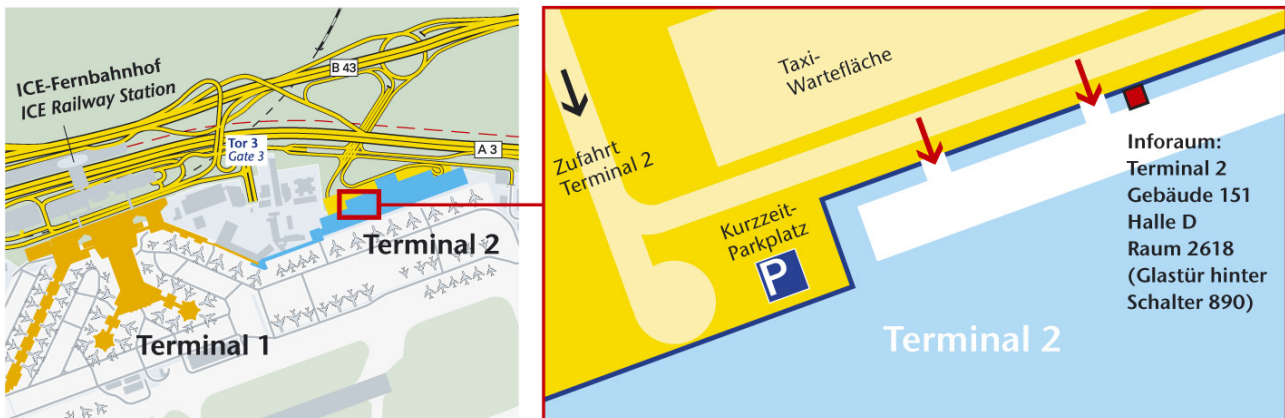 ICE-Fernbahnhof
ICE Railway Station
B 43
Tor 3
Gate 3
A 3
Terminal 2
Terminal 1
Taxi-
Wartefläche
Zufahrt
Terminal 2
Kurzzeit-
Parkplatz
P
Inforaum:
Terminal 2
Gebäude 151
Halle D
Raum 2618
(Glastür hinter
Schalter 890)
Terminal 2